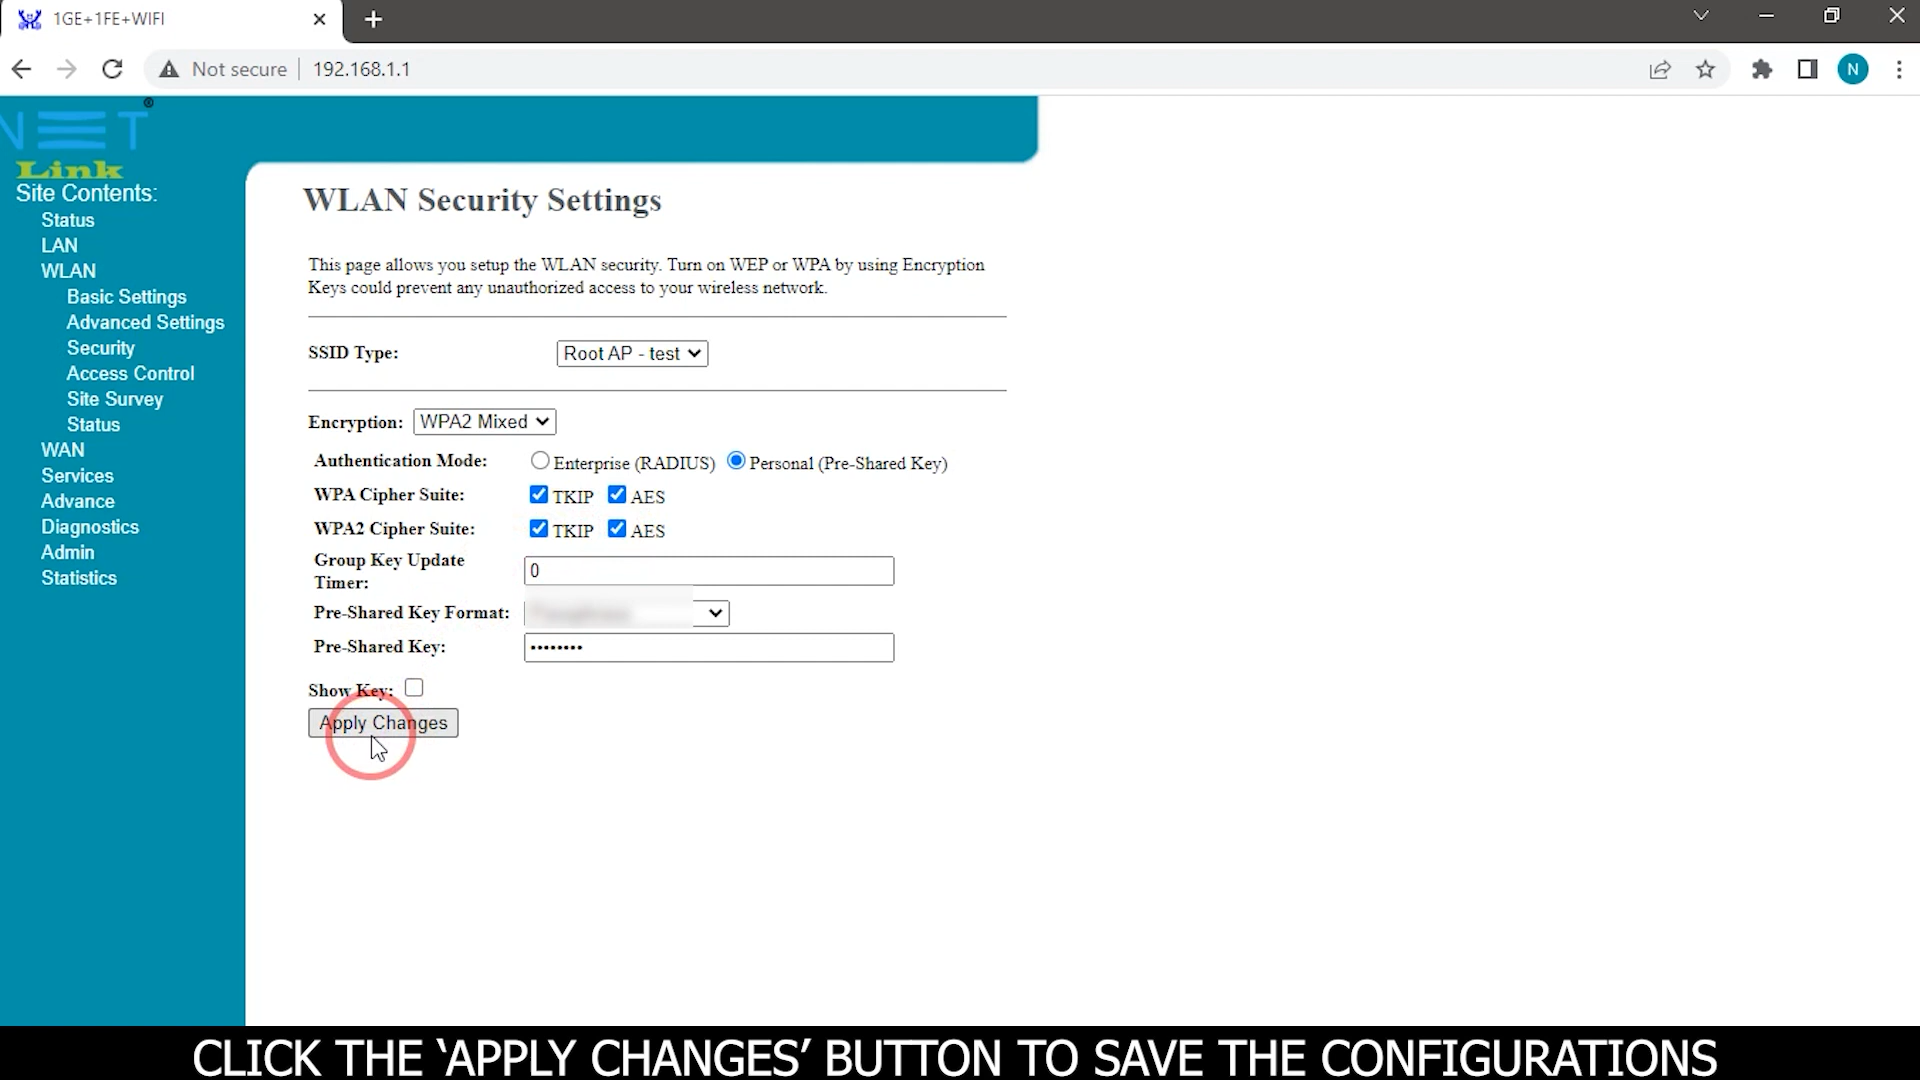 1GE+1FE+WIFI
Not secure
192.168.1.1
N
NET®
Link
Site Contents:
Status
LAN
WLAN
Basic Settings
Advanced Settings
Security
Access Control
Site Survey
Status
WAN
Services
Advance
Diagnostics
Admin
Statistics
WLAN Security Settings
This page allows you setup the WLAN security. Turn on WEP or WPA by using Encryption
Keys could prevent any unauthorized access to your wireless network.
SSID Type: Root AP - test
Encryption: WPA2 Mixed
Authentication Mode: Enterprise (RADIUS) Personal (Pre-Shared Key)
WPA Cipher Suite: TKIP AES
WPA2 Cipher Suite: TKIP AES
Group Key Update
Timer: 0
Pre-Shared Key Format:
Pre-Shared Key: ••••••••
Show Key:
Apply Changes
CLICK THE ‘APPLY CHANGES’ BUTTON TO SAVE THE CONFIGURATIONS